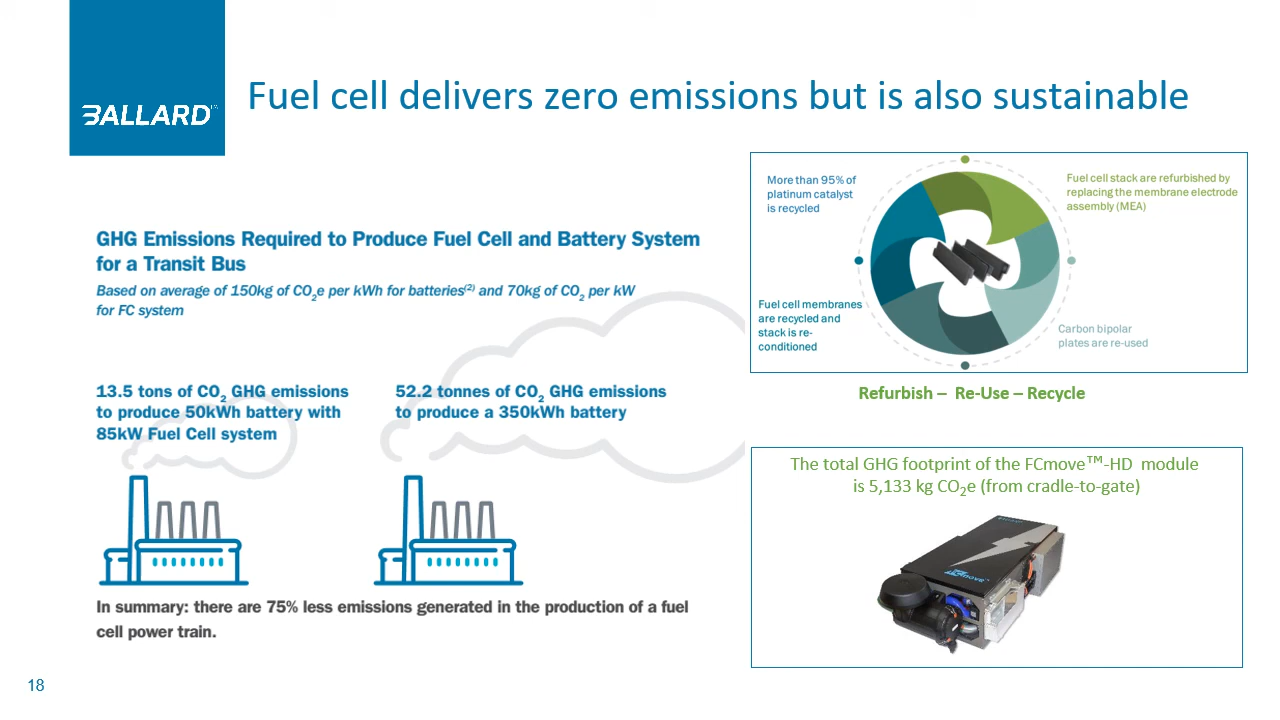 BALLARD™
Fuel cell delivers zero emissions but is also sustainable
GHG Emissions Required to Produce Fuel Cell and Battery System
for a Transit Bus
Based on average of 150kg of CO₂e per kWh for batteries⁽²⁾ and 70kg of CO₂ per kW
for FC system
13.5 tons of CO₂ GHG emissions
to produce 50kWh battery with
85kW Fuel Cell system
52.2 tonnes of CO₂ GHG emissions
to produce a 350kWh battery
In summary: there are 75% less emissions generated in the production of a fuel
cell power train.
More than 95% of
platinum catalyst
is recycled
Fuel cell stack are refurbished by
replacing the membrane electrode
assembly (MEA)
Fuel cell membranes
are recycled and
stack is re-
conditioned
Carbon bipolar
plates are re-used
Refurbish – Re-Use – Recycle
The total GHG footprint of the FCmove™-HD module
is 5,133 kg CO₂e (from cradle-to-gate)
18